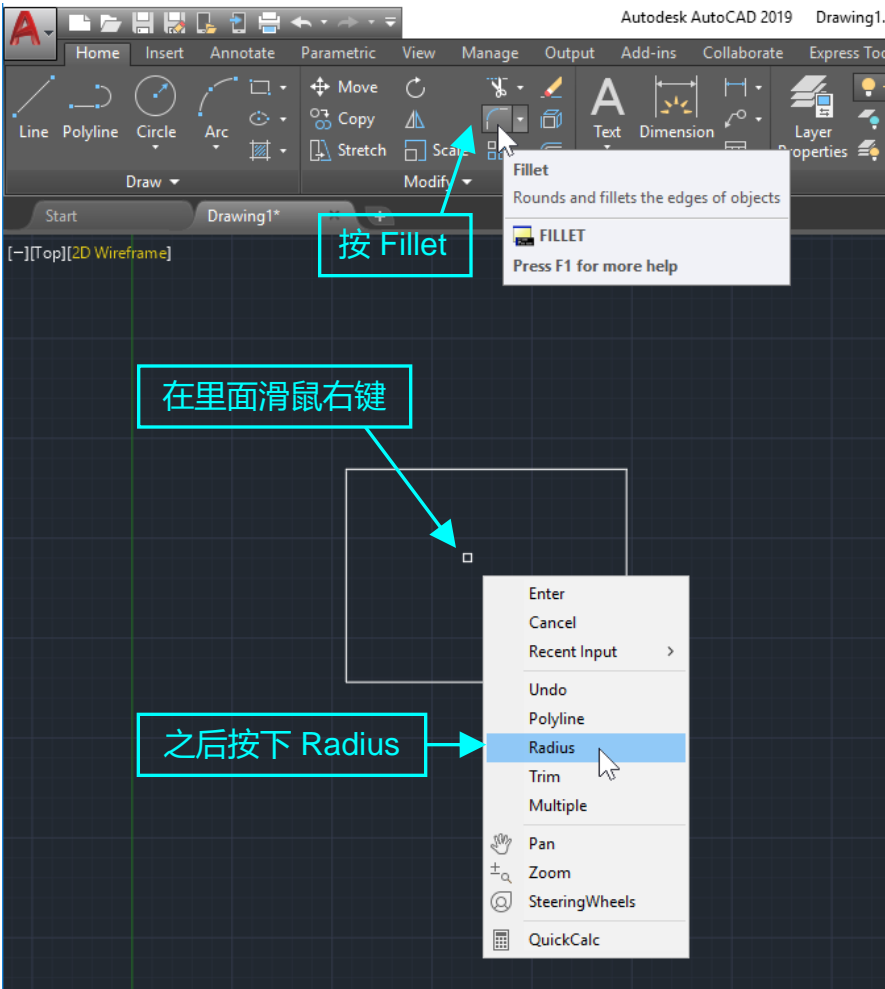 Autodesk AutoCAD 2019 Drawing1.
Home Insert Annotate Parametric View Manage Output Add-ins Collaborate Express Too
Line Polyline Circle Arc
Move
Copy
Stretch
Scale
Text Dimension
Layer
Properties
Draw
Modify
Fillet
Rounds and fillets the edges of objects
FILLET
Press F1 for more help
Start Drawing1*
[−][Top][2D Wireframe]
按 Fillet
在里面滑鼠右键
之后按下 Radius
Enter
Cancel
Recent Input
Undo
Polyline
Radius
Trim
Multiple
Pan
Zoom
SteeringWheels
QuickCalc